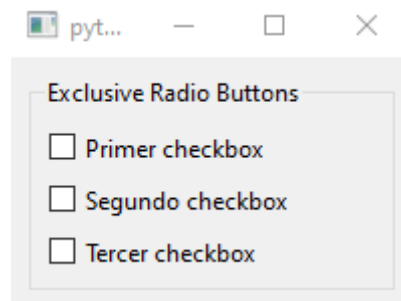 pyt...
Exclusive Radio Buttons
Primer checkbox
Segundo checkbox
Tercer checkbox